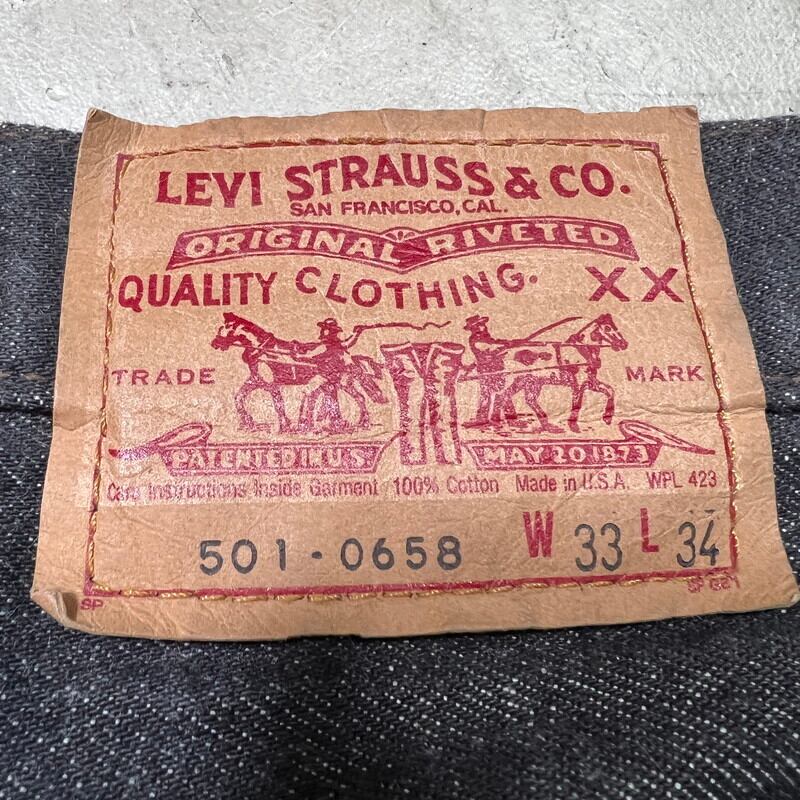 LEVI STRAUSS & CO.
SAN FRANCISCO, CAL.
ORIGINAL RIVETED
QUALITY CLOTHING. XX
TRADE MARK
PATENTED IN U.S. MAY 20 1873
Care Instructions Inside Garment 100% Cotton Made in U.S.A. WPL 423
501-0658 W 33 L 34
SP